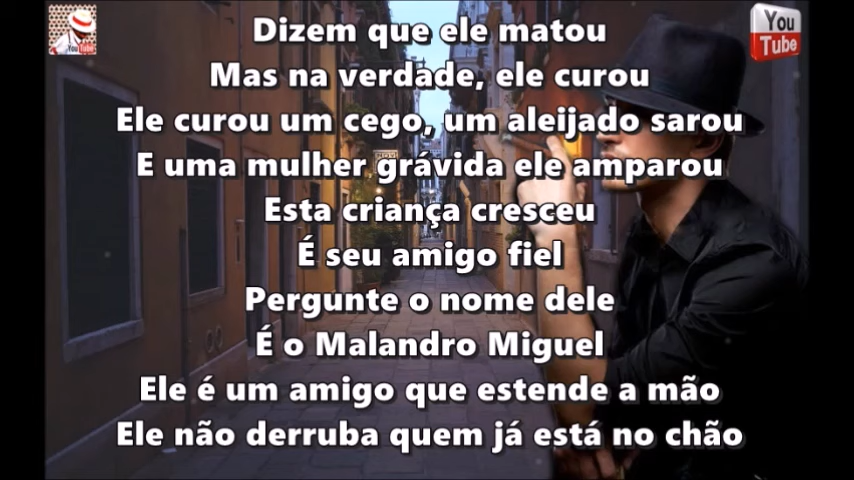 Dizem que ele matou
Mas na verdade, ele curou
Ele curou um cego, um aleijado sarou
E uma mulher grávida ele amparou
Esta criança cresceu
É seu amigo fiel
Pergunte o nome dele
É o Malandro Miguel
Ele é um amigo que estende a mão
Ele não derruba quem já está no chão
You
Tube
You Tube